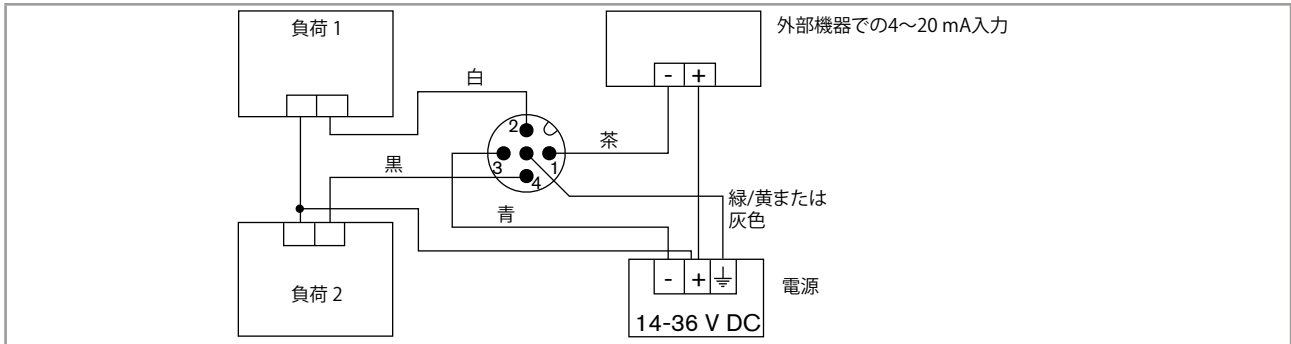 負荷 1
外部機器での4～20 mA入力
- +
白
2
茶
3
1
黒
4
緑/黄または
灰色
青
- +
電源
負荷 2
14-36 V DC